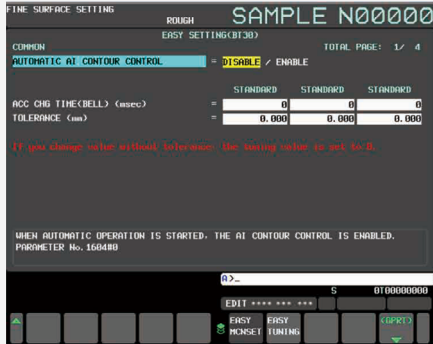 FINE SURFACE SETTING
ROUGH
SAMPLE N00000
EASY SETTING(BT30)
COMMON
TOTAL PAGE: 1/ 4
AUTOMATIC AI CONTOUR CONTROL = DISABLE / ENABLE
STANDARD STANDARD STANDARD
ACC CHG TIME(BELL) (msec) = 0 0 0
TOLERANCE (mm) = 0.000 0.000 0.000
If you change value without tolerance, the tuning value is set to 0.
WHEN AUTOMATIC OPERATION IS STARTED, THE AI CONTOUR CONTROL IS ENABLED.
PARAMETER No.1604#0
A>_
S 0T00000000
EDIT **** *** ***
EASY MCNSET
EASY TUNING
(OPRT)